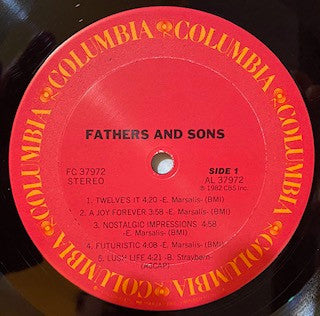 COLUMBIA COLUMBIA COLUMBIA COLUMBIA COLUMBIA COLUMBIA
FATHERS AND SONS
FC 37972
STEREO
SIDE 1
AL 37972
℗ 1982 CBS Inc.
1. TWELVE'S IT 4:20 -E. Marsalis- (BMI)
2. A JOY FOREVER 3:58 -E. Marsalis- (BMI)
3. NOSTALGIC IMPRESSIONS 4:58
-E. Marsalis- (BMI)
4. FUTURISTIC 4:08 -E. Marsalis- (BMI)
5. LUSH LIFE 4:21 -B. Strayhorn-
(ASCAP)